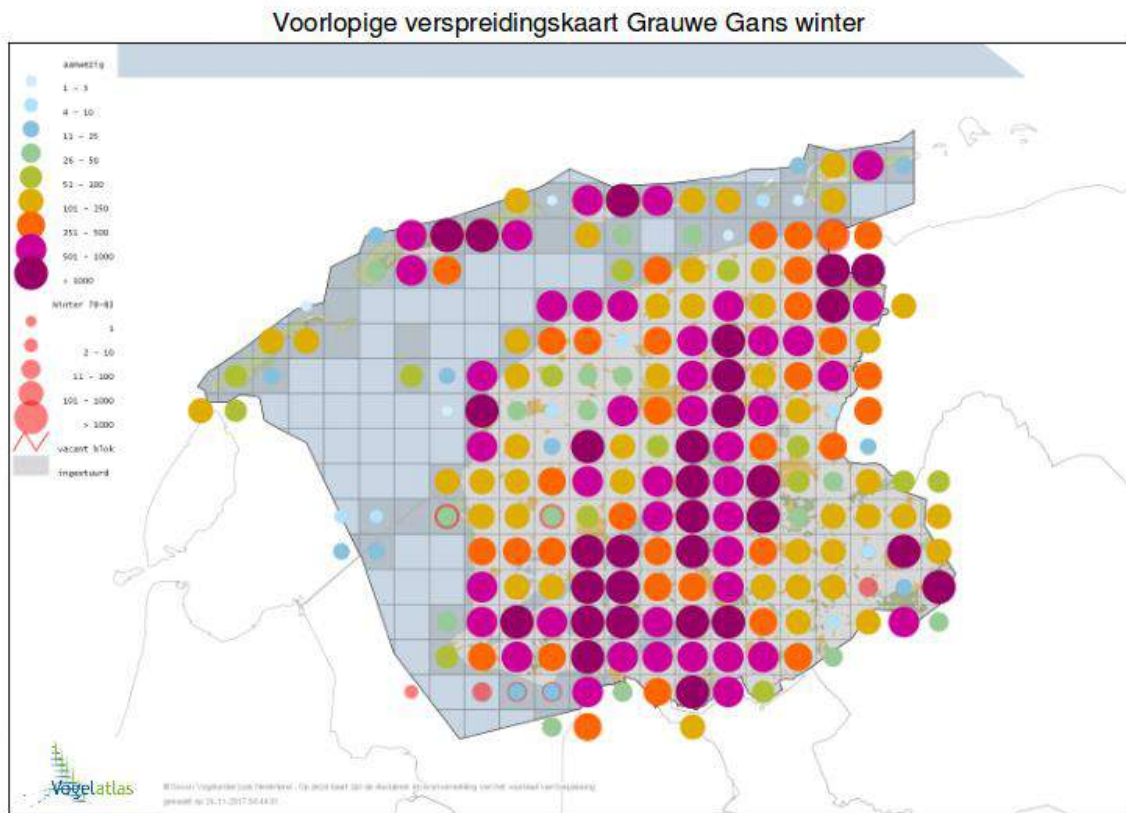 Voorlopige verspreidingskaart Grauwe Gans winter
aanwezig
1 - 3
4 - 10
11 - 25
26 - 50
51 - 100
101 - 250
251 - 500
501 - 1000
> 1000
Winter 78-83
1
2 - 10
11 - 100
101 - 1000
> 1000
vacant blok
ingestuurd
Vogelatlas